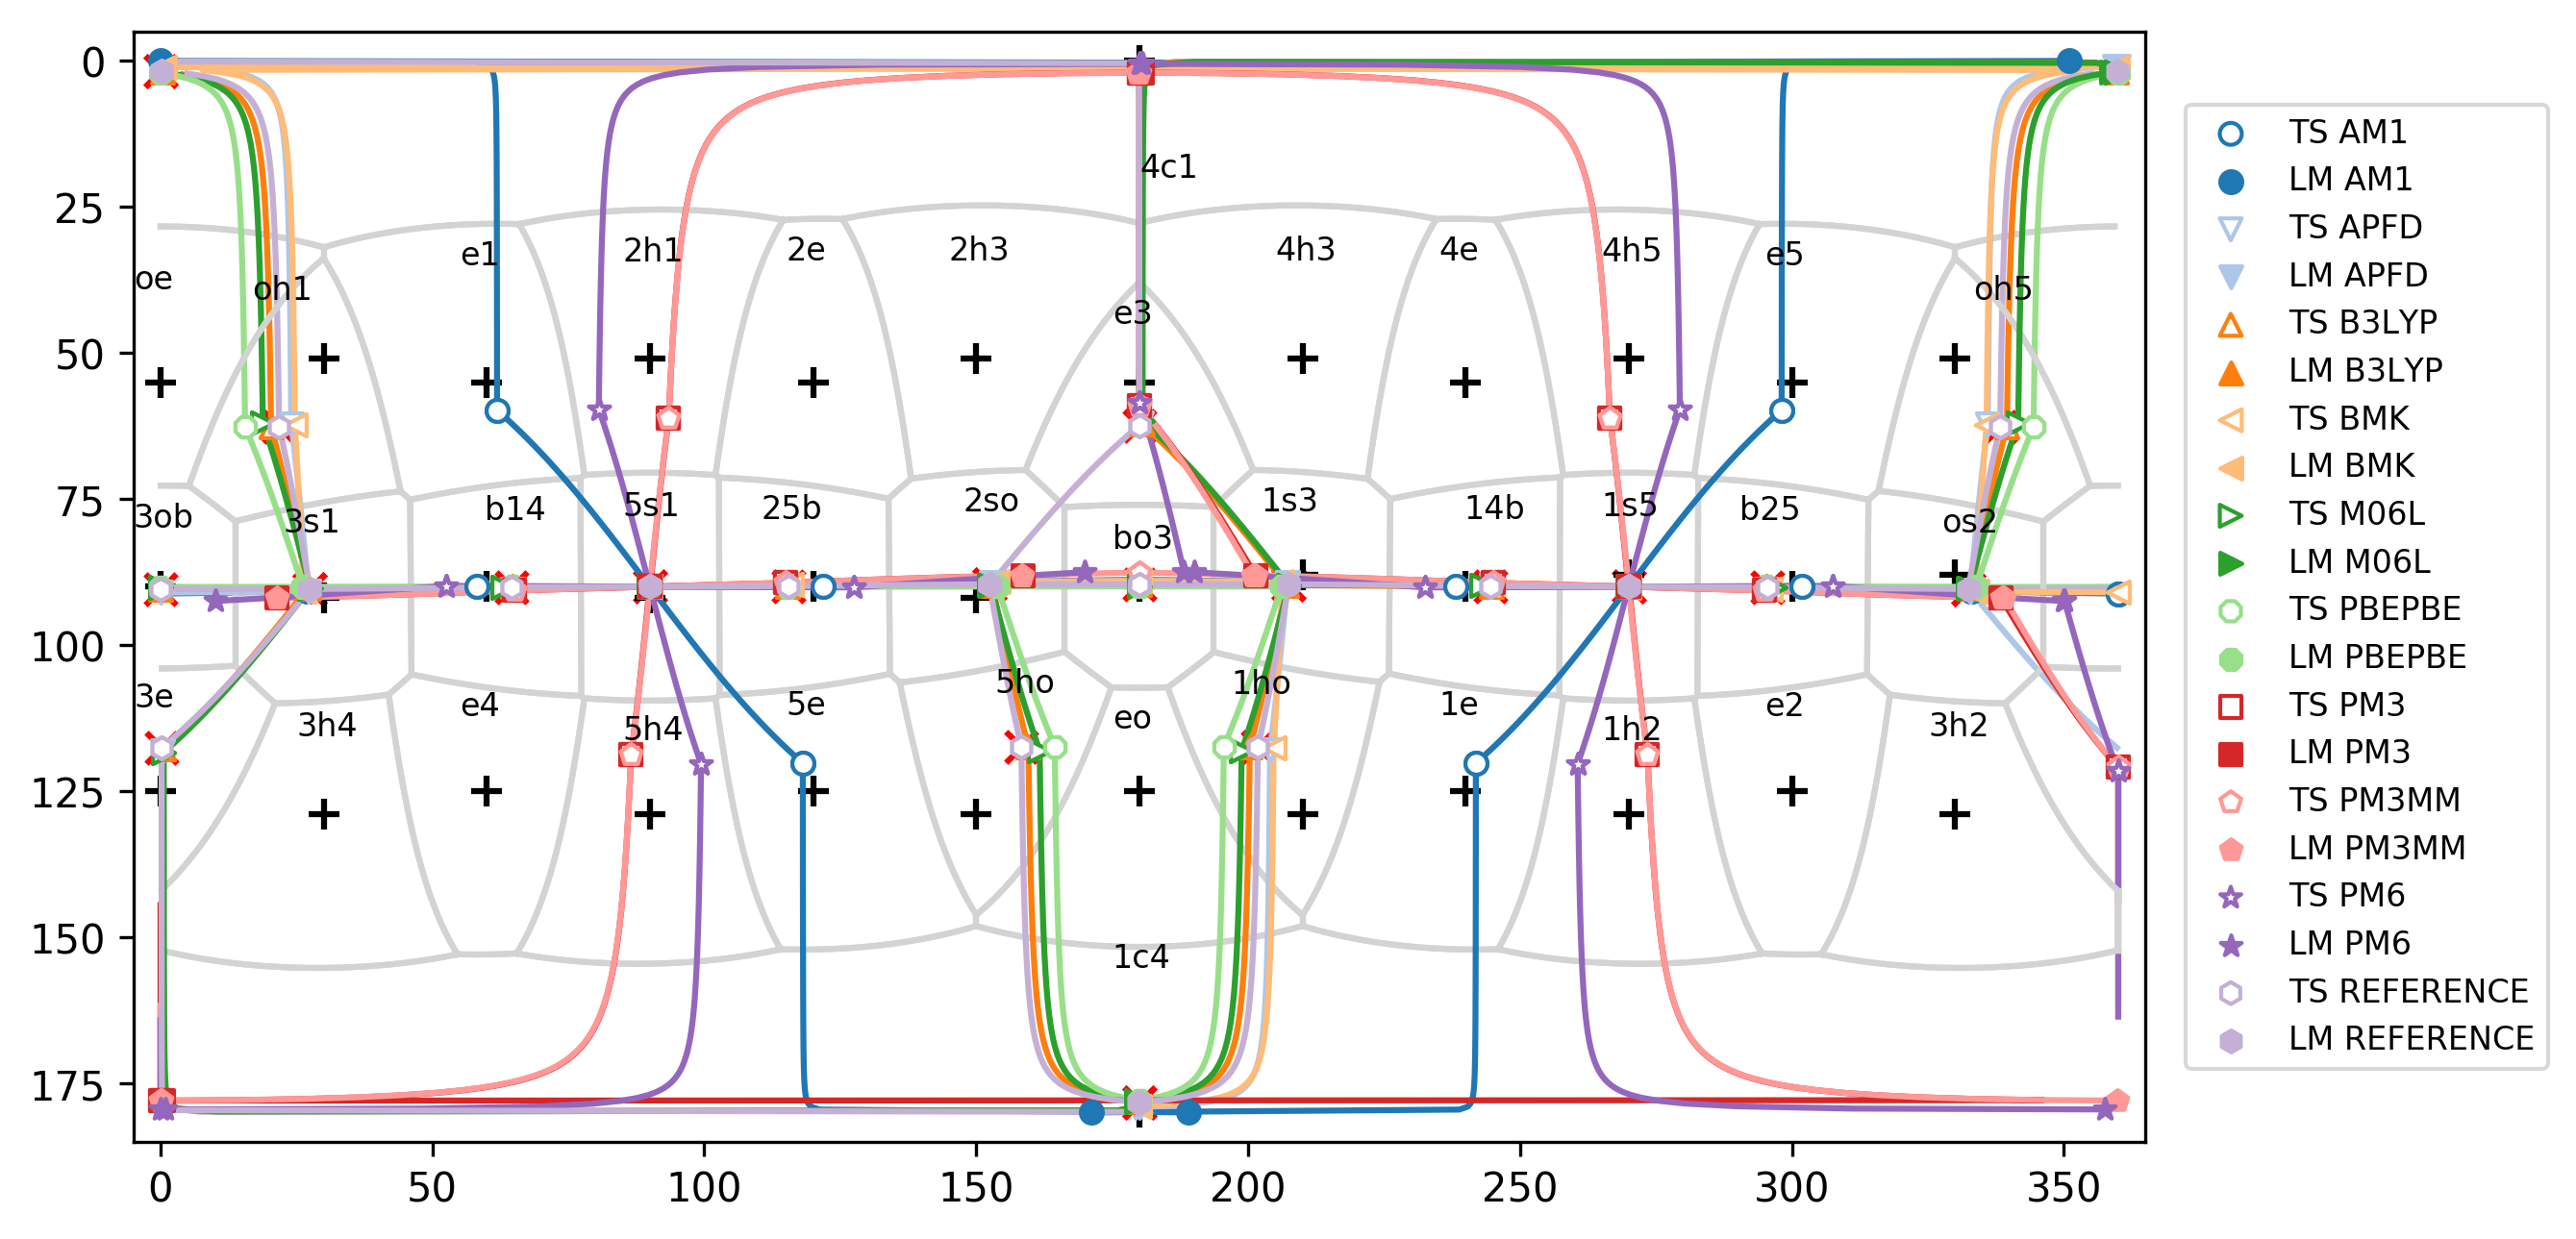 0
25
50
75
100
125
150
175
0
50
100
150
200
250
300
350
4c1
oe
oh1
e1
2h1
2e
2h3
e3
4h3
4e
4h5
e5
oh5
3ob
3s1
b14
5s1
25b
2so
bo3
1s3
14b
1s5
b25
os2
3e
3h4
e4
5h4
5e
5ho
eo
1ho
1e
1h2
e2
3h2
1c4
TS AM1
LM AM1
TS APFD
LM APFD
TS B3LYP
LM B3LYP
TS BMK
LM BMK
TS M06L
LM M06L
TS PBEPBE
LM PBEPBE
TS PM3
LM PM3
TS PM3MM
LM PM3MM
TS PM6
LM PM6
TS REFERENCE
LM REFERENCE